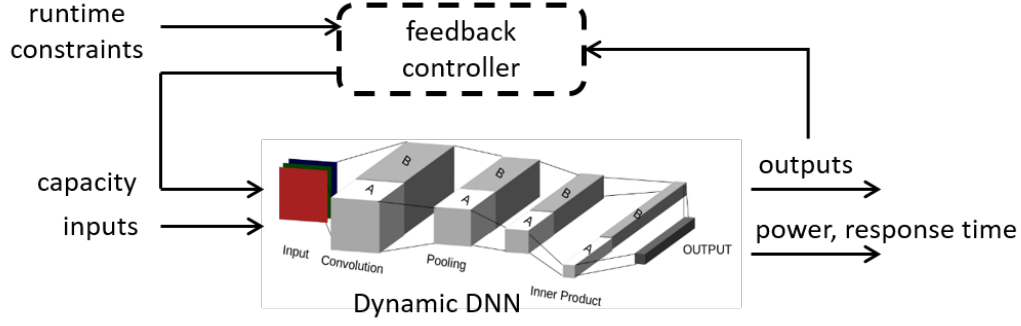 runtime
constraints
feedback
controller
capacity
inputs
outputs
power, response time
B
A
B
A
B
A
B
A
Input
Convolution
Pooling
Inner Product
OUTPUT
Dynamic DNN